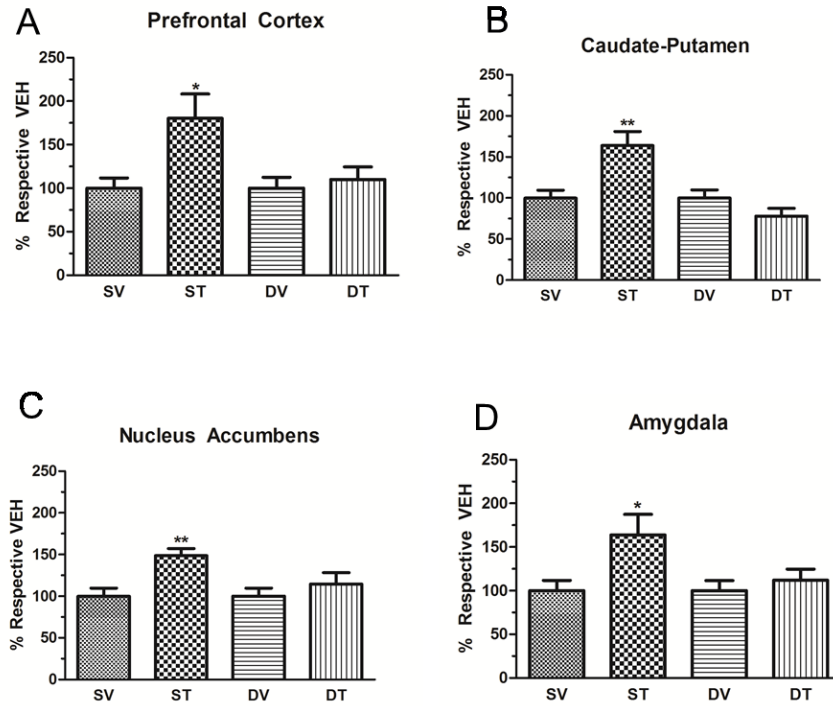 A
Prefrontal Cortex
% Respective VEH
250
200
150
100
50
0
*
SV ST DV DT
B
Caudate-Putamen
% Respective VEH
250
200
150
100
50
0
**
SV ST DV DT
C
Nucleus Accumbens
% Respective VEH
250
200
150
100
50
0
**
SV ST DV DT
D
Amygdala
% Respective VEH
250
200
150
100
50
0
*
SV ST DV DT